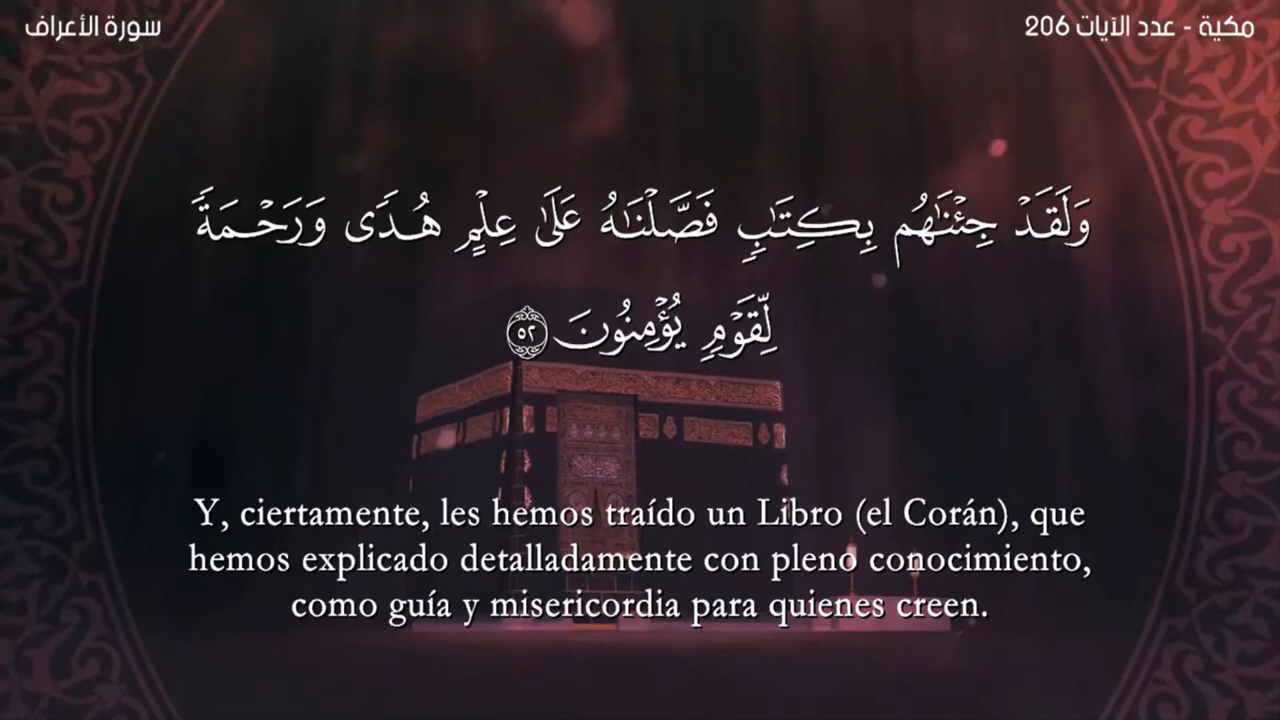 سورة الأعراف
مكية - عدد الآيات 206
وَلَقَدْ جِئْنَٰهُم بِكِتَٰبٍ فَصَّلْنَٰهُ عَلَىٰ عِلْمٍ هُدًى وَرَحْمَةً
لِّقَوْمٍ يُؤْمِنُونَ ٥٢
Y, ciertamente, les hemos traído un Libro (el Corán), que
hemos explicado detalladamente con pleno conocimiento,
como guía y misericordia para quienes creen.